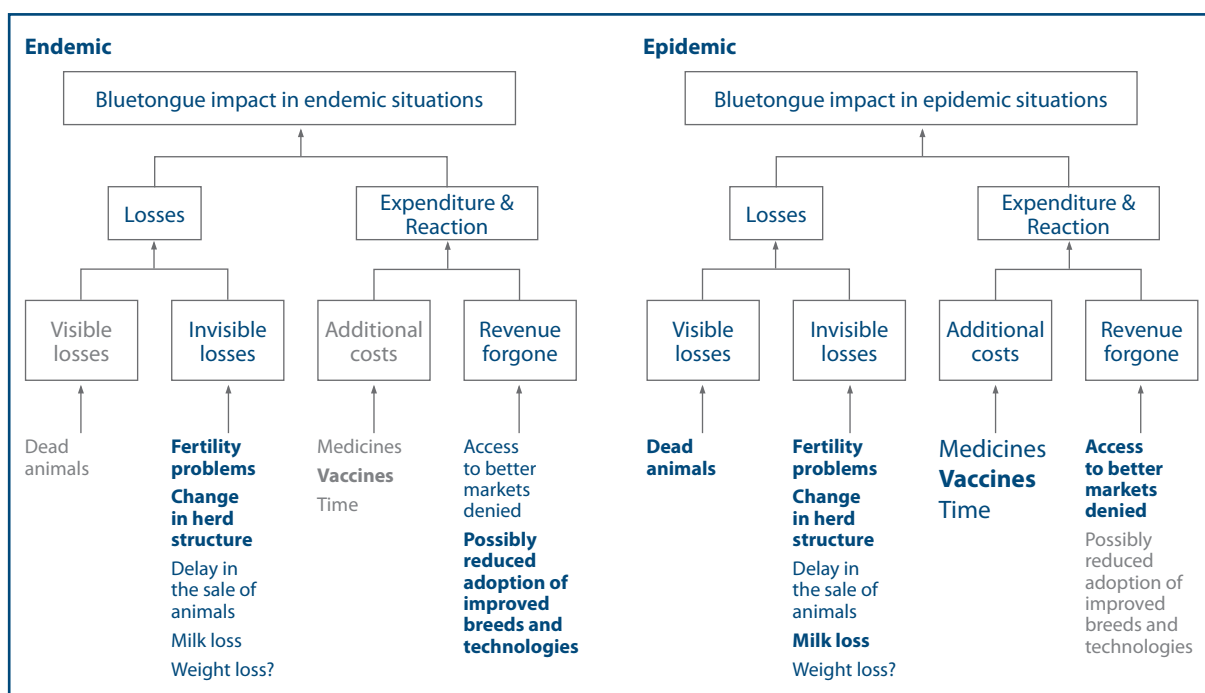 Endemic
Bluetongue impact in endemic situations
Losses
Expenditure &
Reaction
Visible
losses
Invisible
losses
Additional
costs
Revenue
forgone
Dead
animals
Fertility
problems
Change
in herd
structure
Delay in
the sale of
animals
Milk loss
Weight loss?
Medicines
Vaccines
Time
Access
to better
markets
denied
Possibly
reduced
adoption of
improved
breeds and
technologies
Epidemic
Bluetongue impact in epidemic situations
Losses
Expenditure &
Reaction
Visible
losses
Invisible
losses
Additional
costs
Revenue
forgone
Dead
animals
Fertility
problems
Change
in herd
structure
Delay in
the sale of
animals
Milk loss
Weight loss?
Medicines
Vaccines
Time
Access
to better
markets
denied
Possibly
reduced
adoption of
improved
breeds and
technologies